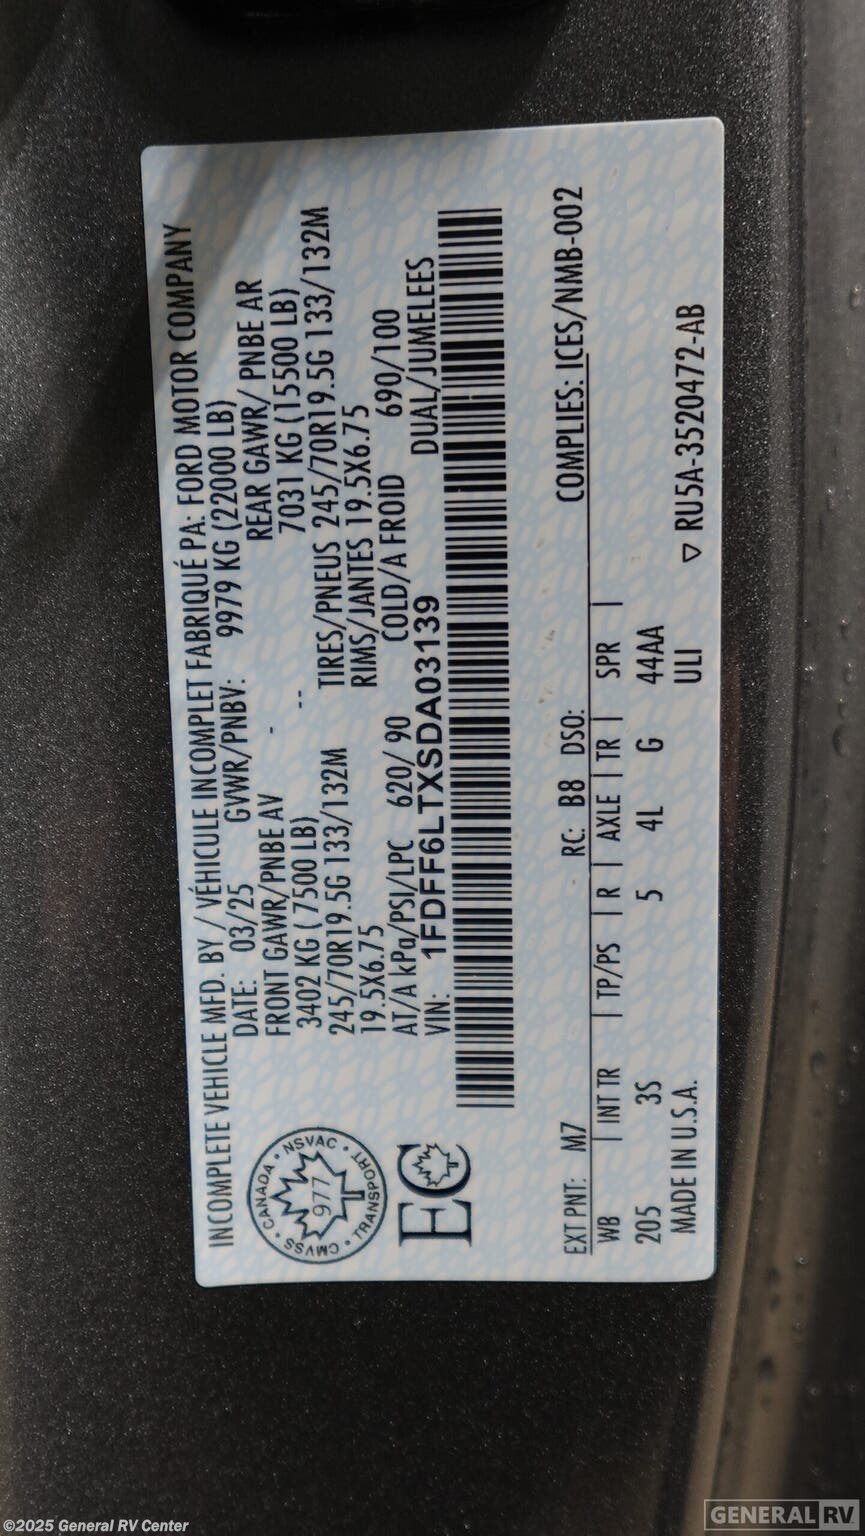 INCOMPLETE VEHICLE MFD. BY / VÉHICULE INCOMPLET FABRIQUÉ PA: FORD MOTOR COMPANY
DATE: 03/25 GVWR/PNBV: 9979 KG (22000 LB)
FRONT GAWR/PNBE AV - REAR GAWR/ PNBE AR
3402 KG ( 7500 LB) -- 7031 KG (15500 LB)
245/70R19.5G 133/132M TIRES/PNEUS 245/70R19.5G 133/132M
19.5X6.75 RIMS/JANTES 19.5X6.75
AT/A kPa/PSI/LPC 620/ 90 COLD/A FROID 690/100
VIN: 1FDFF6LTXSDA03139 DUAL/JUMELEES
CANADA • NSVAC • TRANSPORT • CMVSS •
977
EC
EXT PNT: M7 RC: B8 DSO: COMPLIES: ICES/NMB-002
WB | INT TR | TP/PS | R | AXLE | TR | SPR |
205 3S 5 4L G 44AA
MADE IN U.S.A. ULI ▽ RU5A-3520472-AB
©2025 General RV Center
GENERAL RV